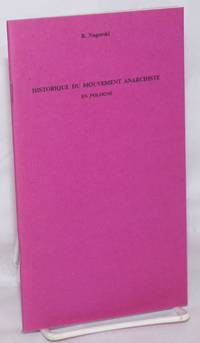 R. Nagorski
HISTORIQUE DU MOUVEMENT ANARCHISTE
EN POLOGNE